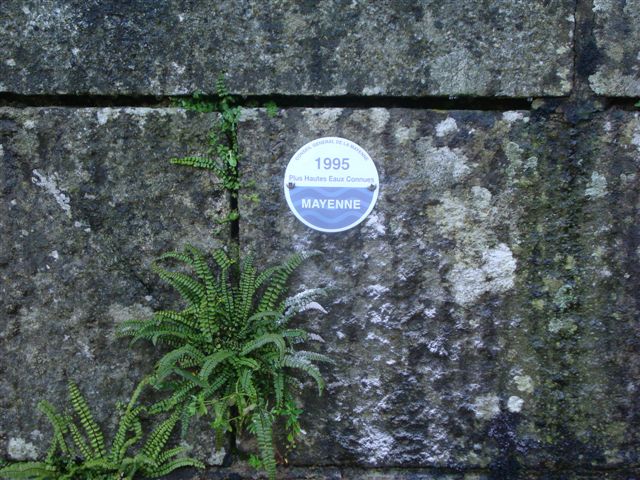 CONSEIL GENERAL DE LA MAYENNE
1995
Plus Hautes Eaux Connues
MAYENNE